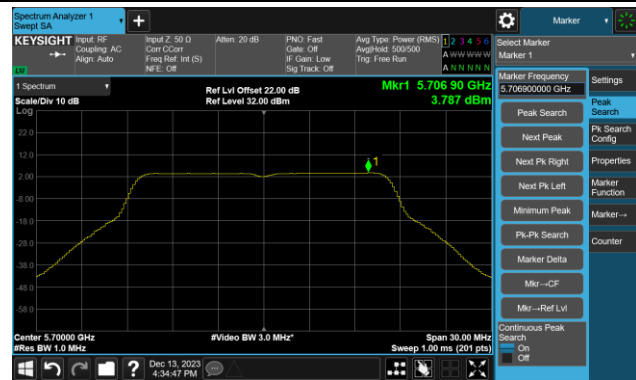 Spectrum Analyzer 1
Swept SA
Marker
KEYSIGHT
Input: RF
Coupling: AC
Align: Auto
Input Z: 50 Ω
Corr CCorr
Freq Ref: Int (S)
NFE: Off
Atten: 20 dB
PNO: Fast
Gate: Off
IF Gain: Low
Sig Track: Off
Avg Type: Power (RMS)
Avg|Hold: 500/500
Trig: Free Run
1 2 3 4 5 6
A W W W W W
A N N N N N
Select Marker
Marker 1
1 Spectrum
Scale/Div 10 dB
Log
Ref Lvl Offset 22.00 dB
Ref Level 32.00 dBm
Mkr1 5.706 90 GHz
3.787 dBm
22.0
12.0
2.00
-8.00
-18.0
-28.0
-38.0
-48.0
-58.0
1
Center 5.70000 GHz
#Res BW 1.0 MHz
#Video BW 3.0 MHz*
Span 30.00 MHz
Sweep 1.00 ms (201 pts)
Marker Frequency
5.706900000 GHz
Peak Search
Next Peak
Next Pk Right
Next Pk Left
Minimum Peak
Pk-Pk Search
Marker Delta
Mkr→CF
Mkr→Ref Lvl
Continuous Peak
Search
On
Off
Settings
Peak
Search
Pk Search
Config
Properties
Marker
Function
Marker→
Counter
?
Dec 13, 2023
4:34:47 PM